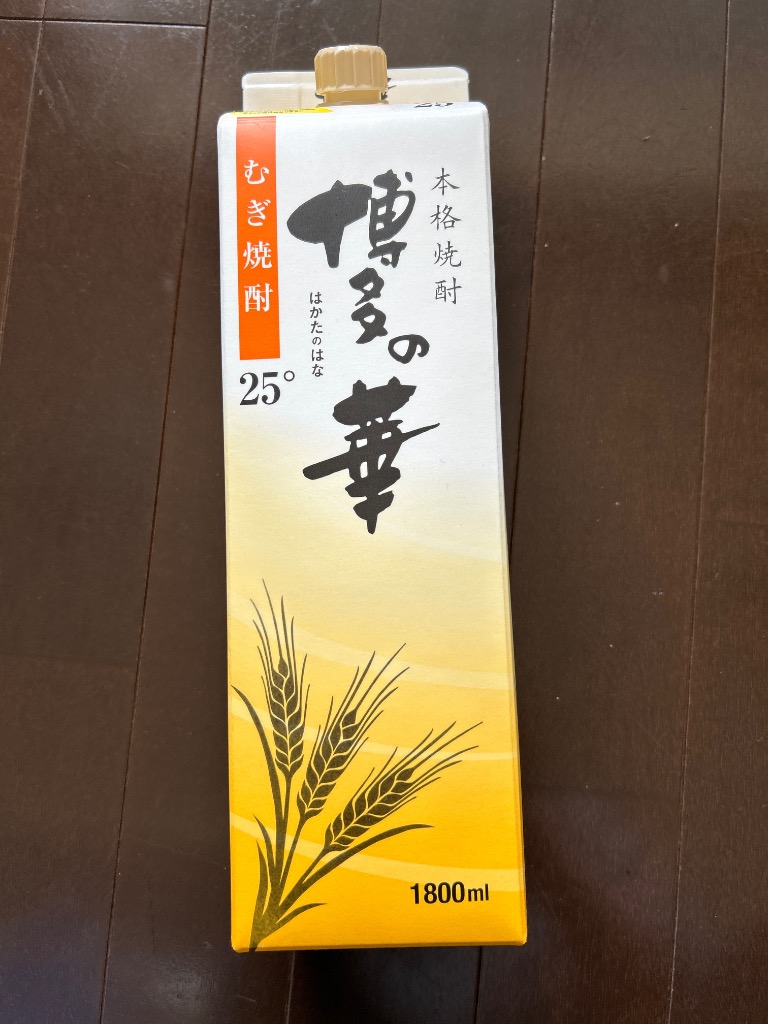 本格焼酎
博多の華
はかたのはな
むぎ焼酎
25°
1800ml